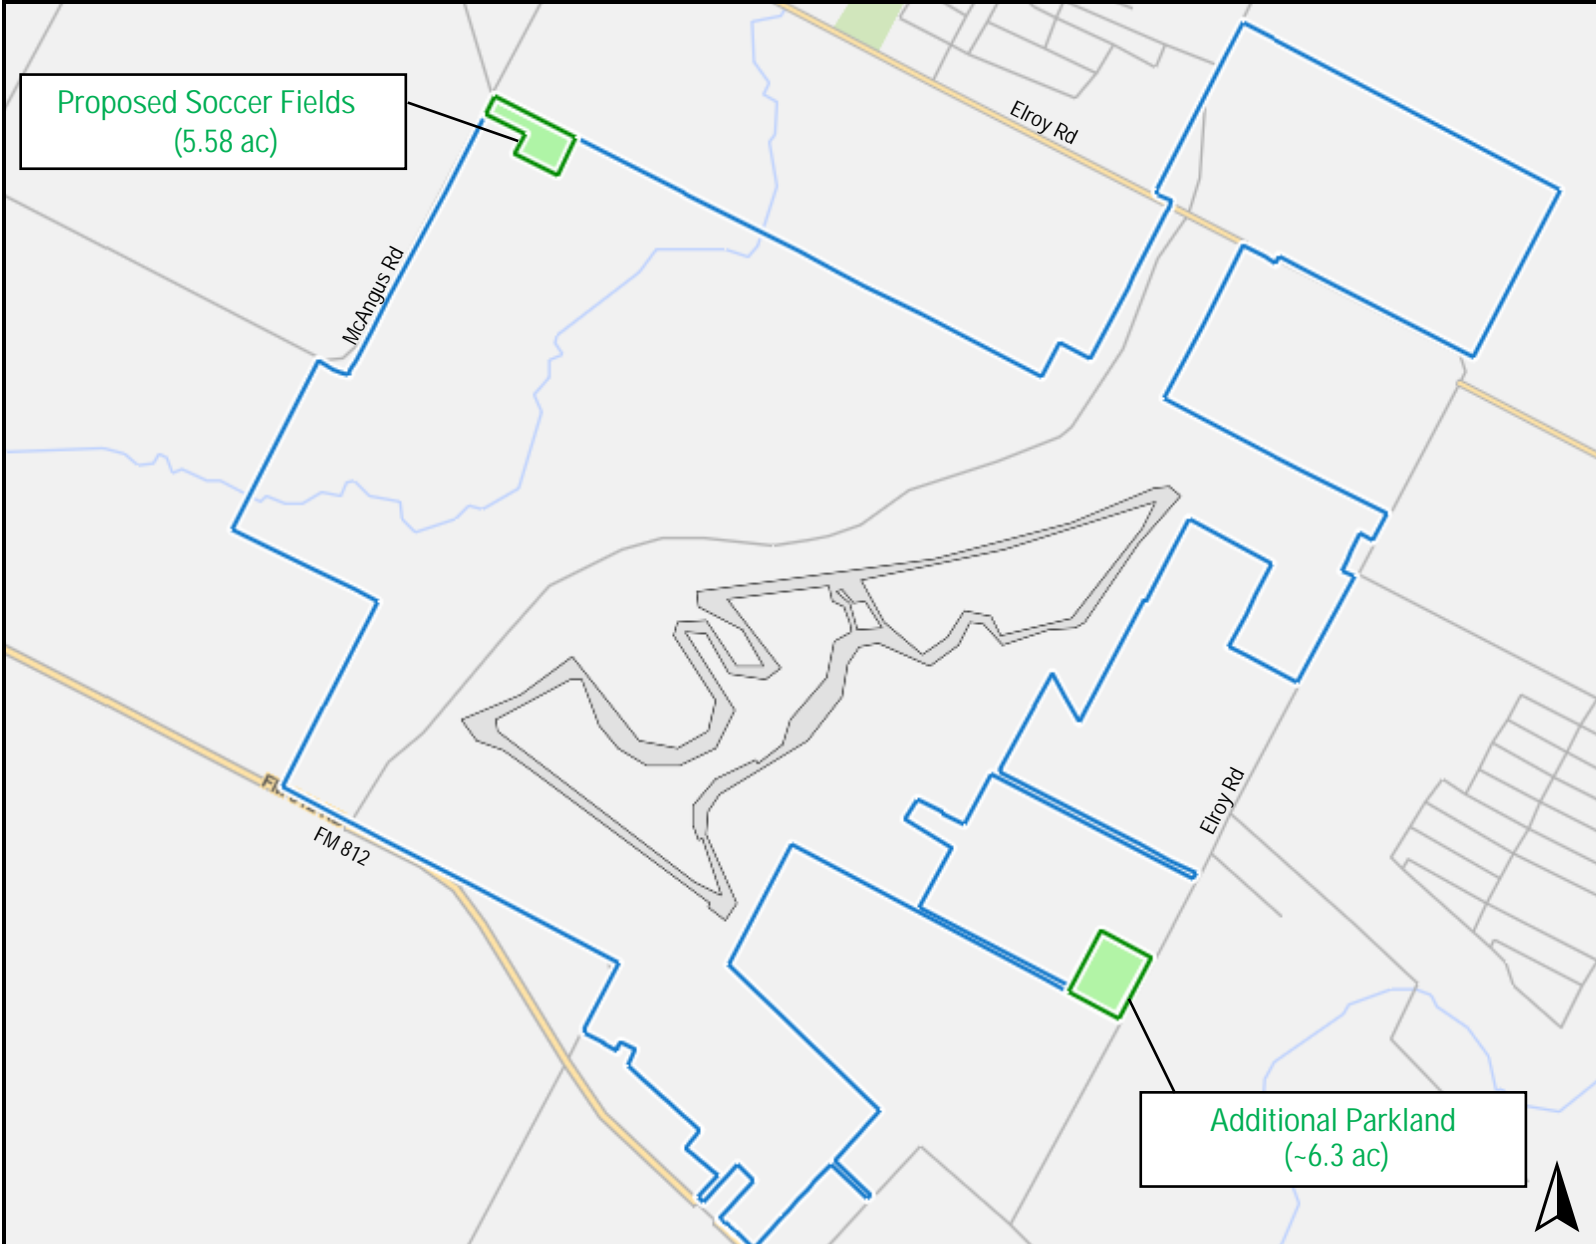 Proposed Soccer Fields
(5.58 ac)
Elroy Rd
McAngus Rd
FM 812
Elroy Rd
Additional Parkland
(~6.3 ac)